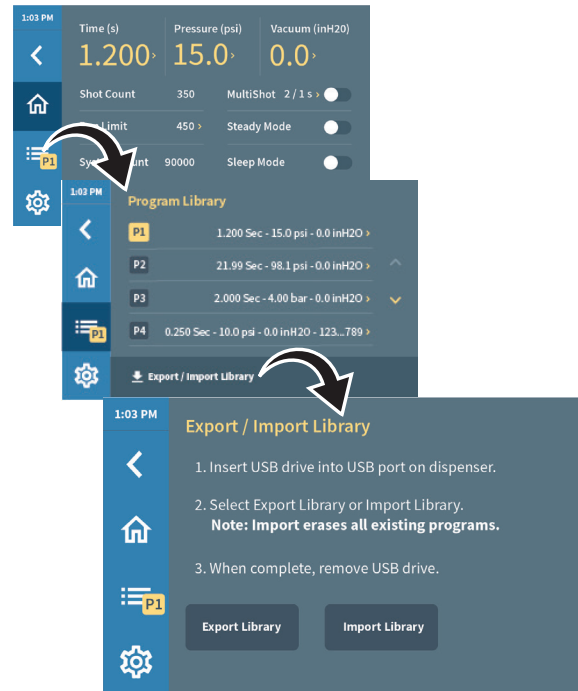 1:03 PM
Time (s)
Pressure (psi)
Vacuum (inH20)
1.200 ›
15.0 ›
0.0 ›
Shot Count 350 MultiShot 2 / 1 s ›
Limit 450 › Steady Mode
P1
90000 Sleep Mode
1:03 PM
Program Library
P1 1.200 Sec - 15.0 psi - 0.0 inH2O ›
P2 21.99 Sec - 98.1 psi - 0.0 inH2O ›
P3 2.000 Sec - 4.00 bar - 0.0 inH2O ›
P1
P4 0.250 Sec - 10.0 psi - 0.0 inH2O - 123...789 ›
Export / Import Library
1:03 PM
Export / Import Library
1. Insert USB drive into USB port on dispenser.
2. Select Export Library or Import Library.
Note: Import erases all existing programs.
3. When complete, remove USB drive.
P1
Export Library
Import Library